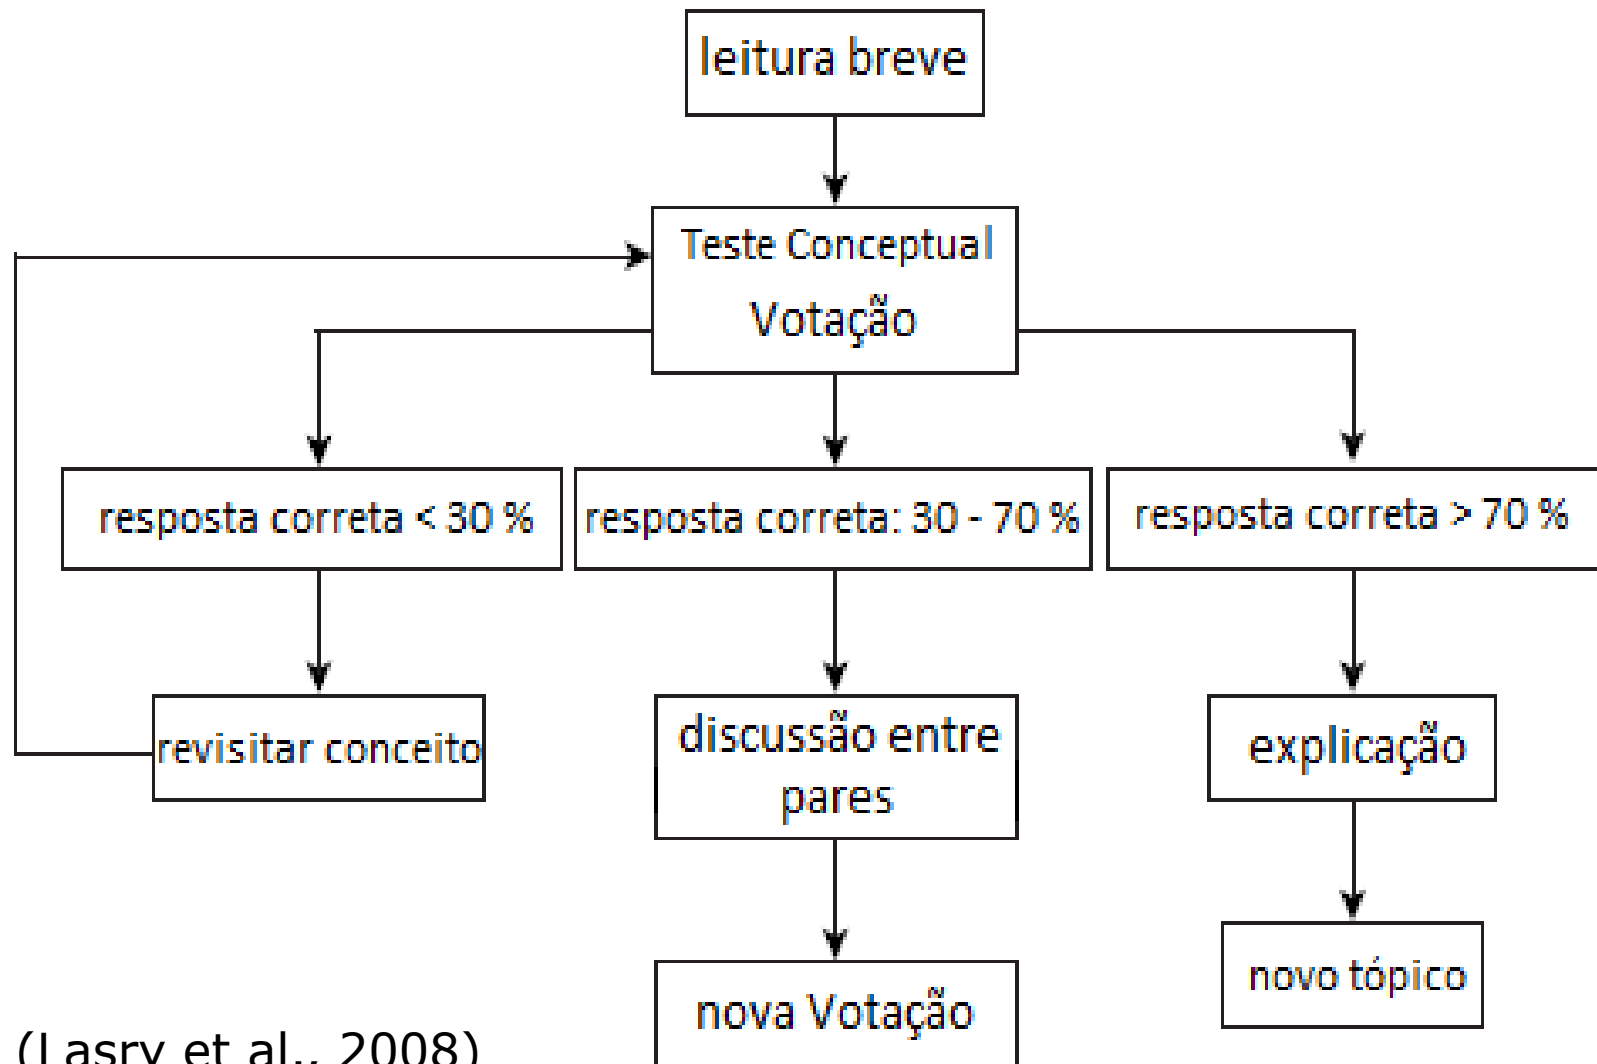 leitura breve
Teste Conceptual
Votação
resposta correta < 30 %
resposta correta: 30 - 70 %
resposta correta > 70 %
revisitar conceito
discussão entre
pares
explicação
nova Votação
novo tópico
(Lasry et al., 2008)